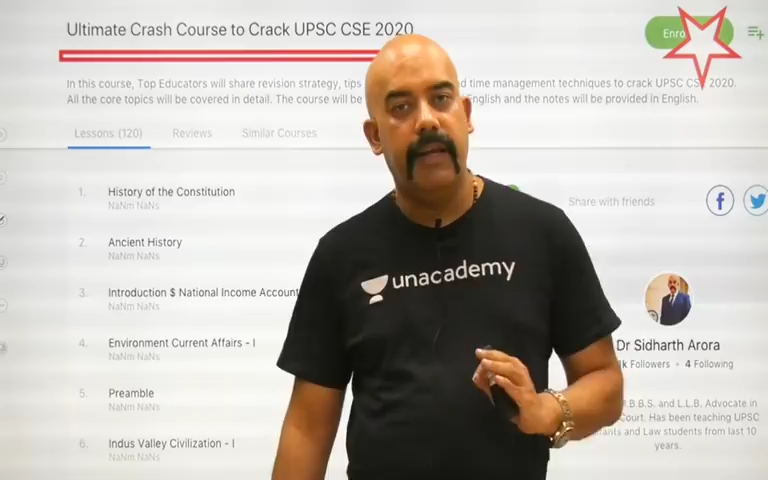 Ultimate Crash Course to Crack UPSC CSE 2020
Enro
In this course, Top Educators will share revision strategy, tips
d time management techniques to crack UPSC CSE 2020.
All the core topics will be covered in detail. The course will be
English and the notes will be provided in English.
Lessons (120) Reviews Similar Courses
1. History of the Constitution
NaNm NaNs
2. Ancient History
NaNm NaNs
3. Introduction $ National Income Account
NaNm NaNs
4. Environment Current Affairs - I
NaNm NaNs
5. Preamble
NaNm NaNs
6. Indus Valley Civilization - I
NaNm NaNs
unacademy
Share with friends
Dr Sidharth Arora
1k Followers • 4 Following
B.B.S. and L.L.B. Advocate in
Court. Has been teaching UPSC
ants and Law students from last 10
years.